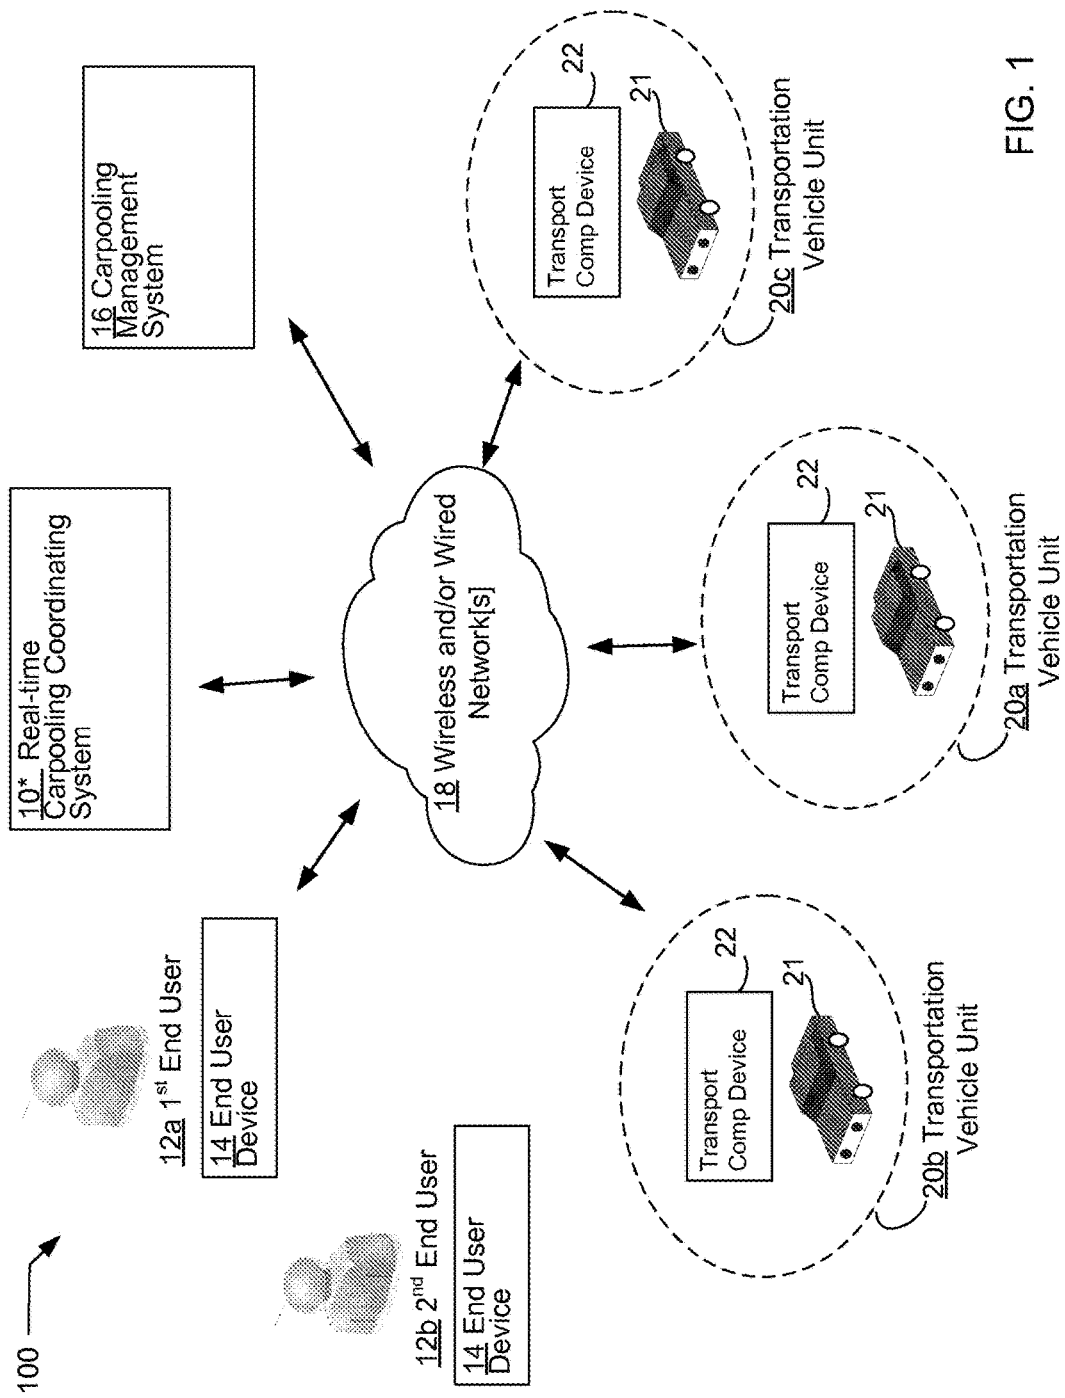 100
12a 1st End User
14 End User
Device
12b 2nd End User
14 End User
Device
10* Real-time
Carpooling Coordinating
System
16 Carpooling
Management
System
18 Wireless and/or Wired
Network[s]
Transport
Comp Device
22
21
20b Transportation
Vehicle Unit
Transport
Comp Device
22
21
20a Transportation
Vehicle Unit
Transport
Comp Device
22
21
20c Transportation
Vehicle Unit
FIG. 1